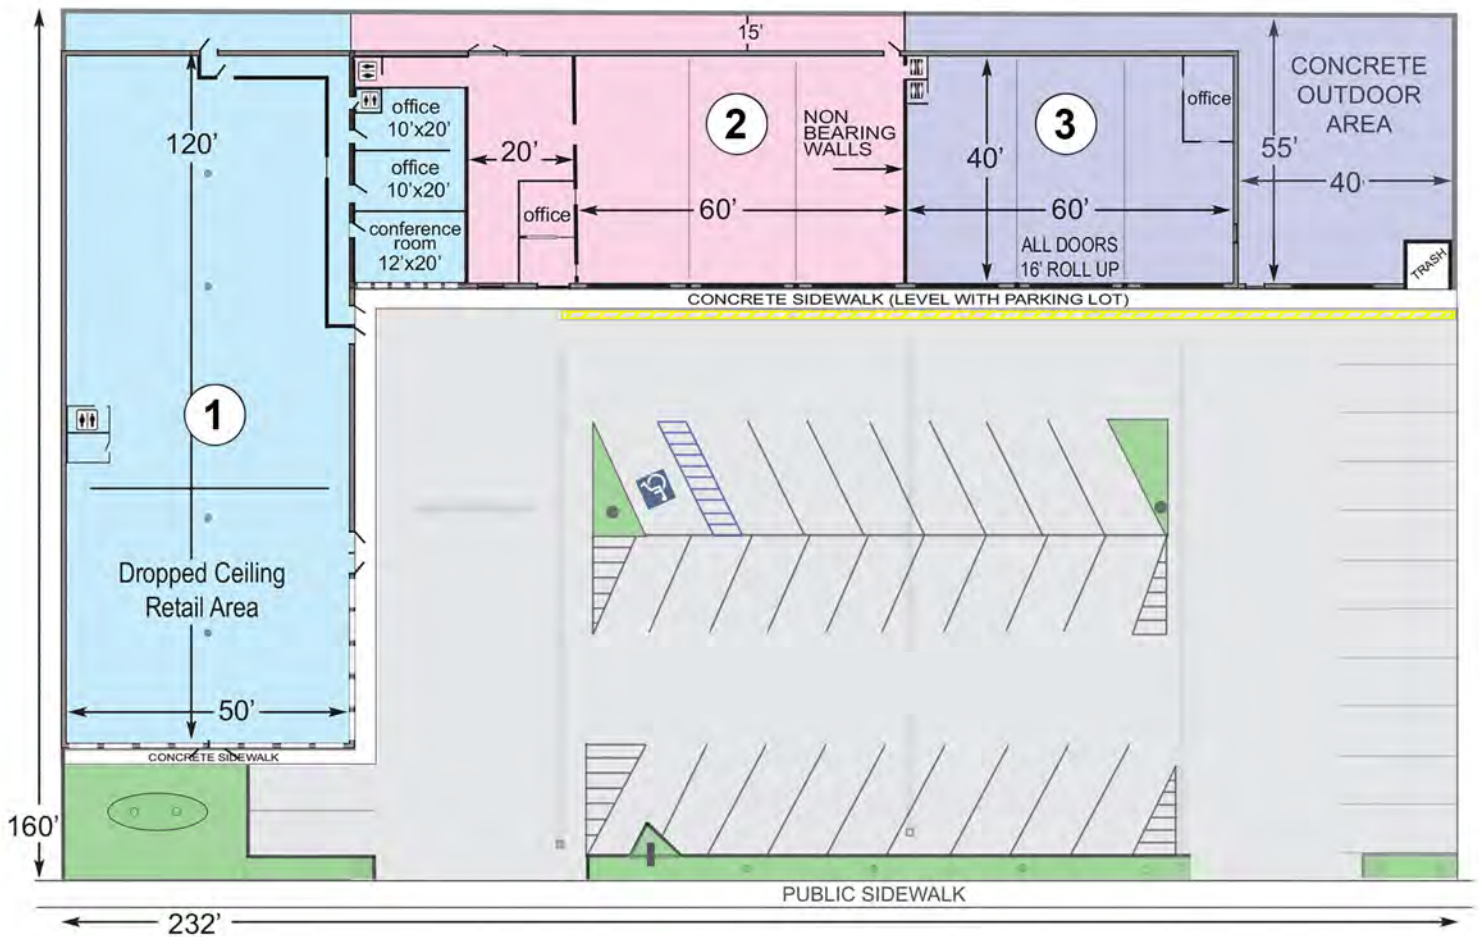 15'
CONCRETE
OUTDOOR
AREA
office
10'x20'
office
120'
2
NON
BEARING
WALLS
3
20'
40'
55'
office
10'x20'
40
60'
60'
office
conference
room
12'x20'
ALL DOORS
16' ROLL UP
TRASH
CONCRETE SIDEWALK (LEVEL WITH PARKING LOT)
1
Dropped Ceiling
Retail Area
50'
CONCRETE SIDEWALK
160'
PUBLIC SIDEWALK
232'